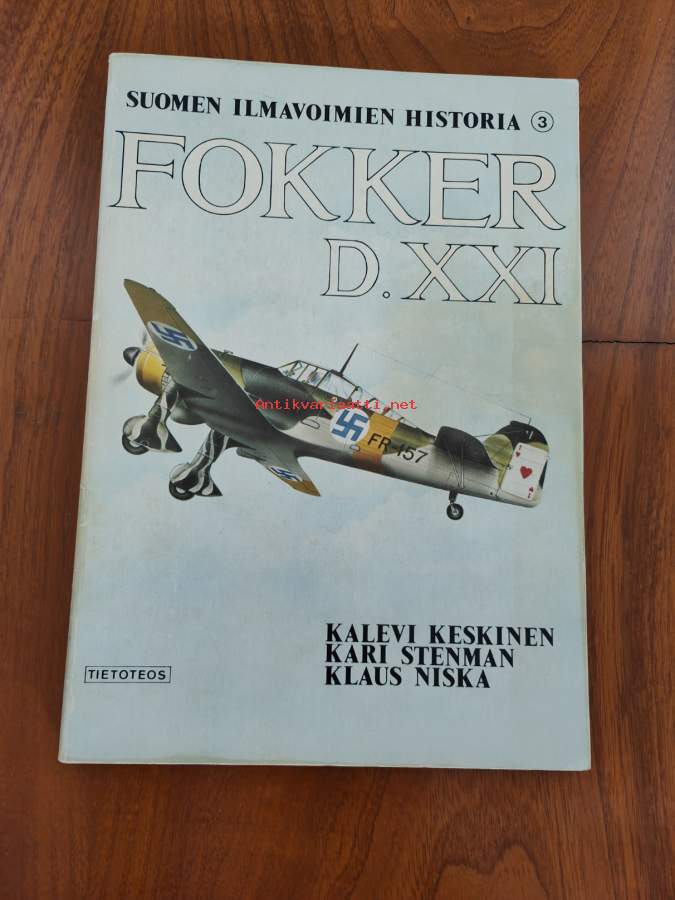 SUOMEN ILMAVOIMIEN HISTORIA 3
FOKKER
D.XXI
Antikvariaatti.net
FR-157
KALEVI KESKINEN
KARI STENMAN
KLAUS NISKA
TIETOTEOS